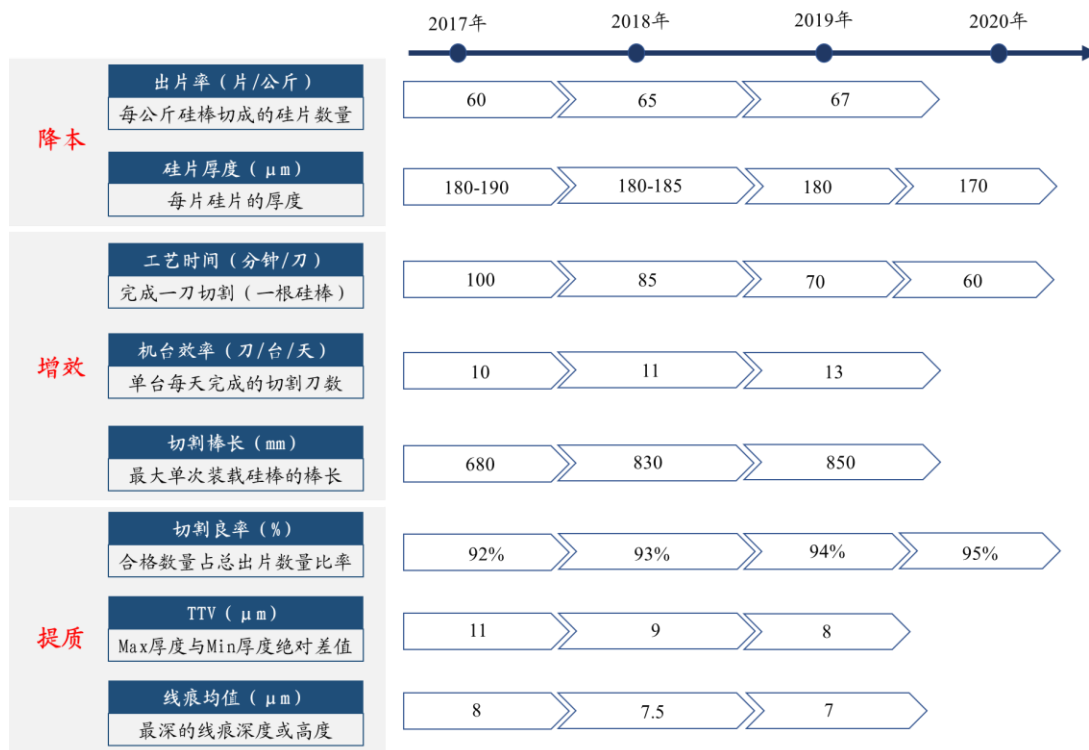 2017年 2018年 2019年 2020年
降本
出片率（片/公斤）
每公斤硅棒切成的硅片数量
60 65 67
硅片厚度（μm）
每片硅片的厚度
180-190 180-185 180 170
增效
工艺时间（分钟/刀）
完成一刀切割（一根硅棒）
100 85 70 60
机台效率（刀/台/天）
单台每天完成的切割刀数
10 11 13
切割棒长（mm）
最大单次装载硅棒的棒长
680 830 850
提质
切割良率（%）
合格数量占总出片数量比率
92% 93% 94% 95%
TTV（μm）
Max厚度与Min厚度绝对差值
11 9 8
线痕均值（μm）
最深的线痕深度或高度
8 7.5 7